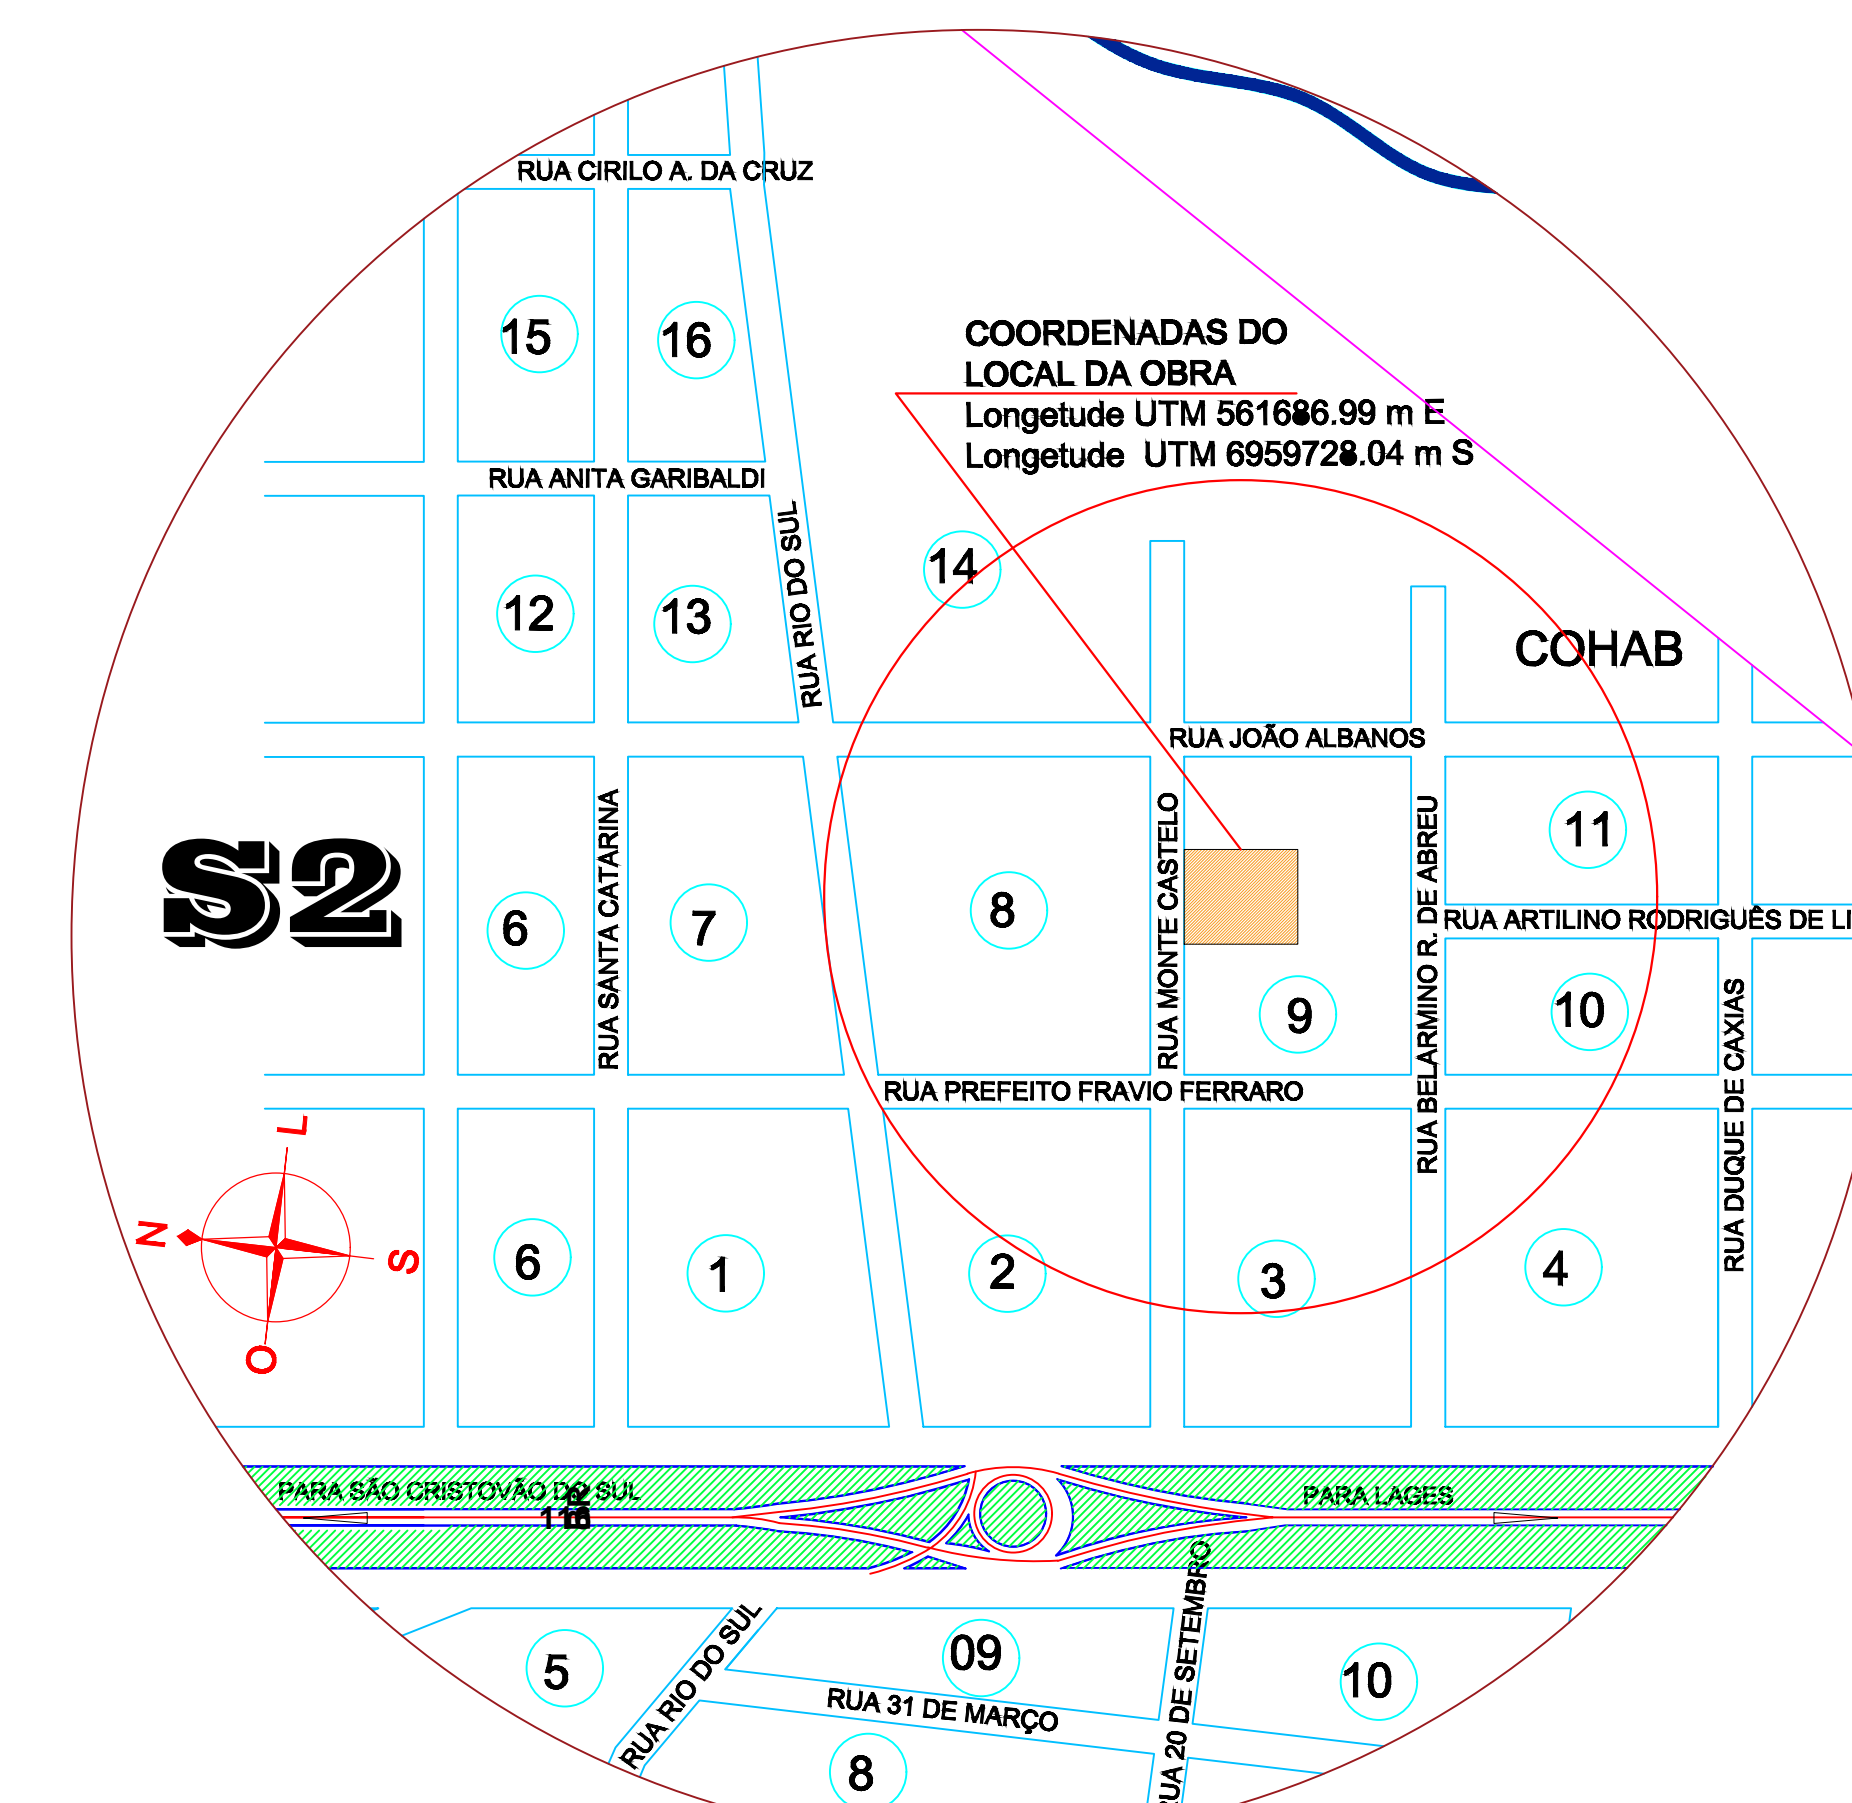 RUA CIRILO A. DA CRUZ
15
16
COORDENADAS DO
LOCAL DA OBRA
Longetude UTM 561686.99 m E
Longetude UTM 6959728.04 m S
RUA ANITA GARIBALDI
RUA RIO DO SUL
14
12
13
COHAB
RUA JOÃO ALBANOS
S2
RUA SANTA CATARINA
RUA MONTE CASTELO
RUA BELARMINO R. DE ABREU
11
6
7
8
RUA ARTILINO RODRIGUÊS DE LI
9
10
RUA DUQUE DE CAXIAS
RUA PREFEITO FRAVIO FERRARO
L
N
S
O
6
1
2
3
4
PARA SÃO CRISTOVÃO DO SUL
BR
PARA LAGES
RUA 20 DE SETEMBRO
5
RUA RIO DO SUL
09
10
RUA 31 DE MARÇO
8